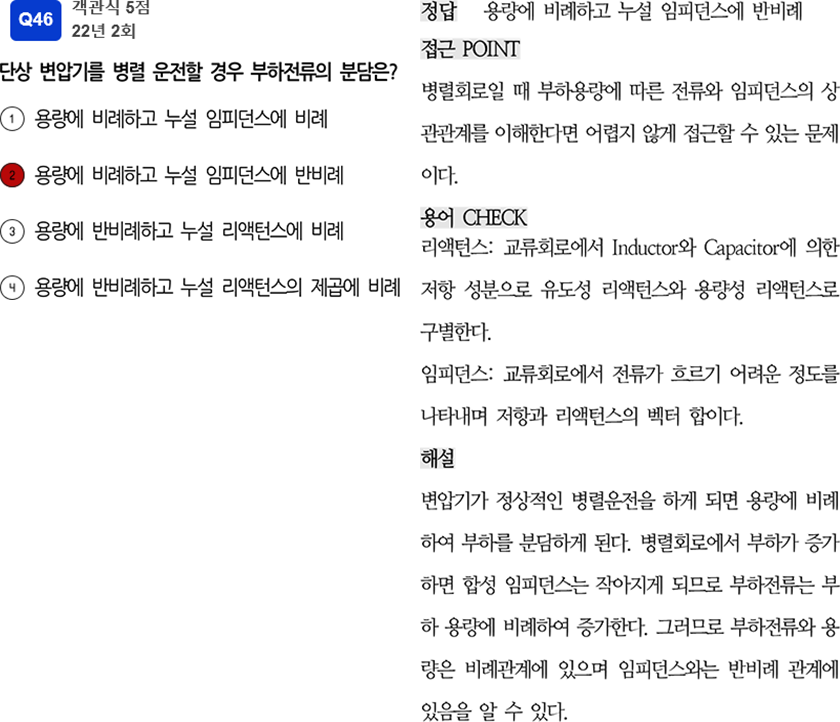 Q46
객관식 5점
22년 2회
단상 변압기를 병렬 운전할 경우 부하전류의 분담은?
① 용량에 비례하고 누설 임피던스에 비례
② 용량에 비례하고 누설 임피던스에 반비례
③ 용량에 반비례하고 누설 리액턴스에 비례
④ 용량에 반비례하고 누설 리액턴스의 제곱에 비례
정답 용량에 비례하고 누설 임피던스에 반비례
접근 POINT
병렬회로일 때 부하용량에 따른 전류와 임피던스의 상
관관계를 이해한다면 어렵지 않게 접근할 수 있는 문제
이다.
용어 CHECK
리액턴스: 교류회로에서 Inductor와 Capacitor에 의한
저항 성분으로 유도성 리액턴스와 용량성 리액턴스로
구별한다.
임피던스: 교류회로에서 전류가 흐르기 어려운 정도를
나타내며 저항과 리액턴스의 벡터 합이다.
해설
변압기가 정상적인 병렬운전을 하게 되면 용량에 비례
하여 부하를 분담하게 된다. 병렬회로에서 부하가 증가
하면 합성 임피던스는 작아지게 되므로 부하전류는 부
하 용량에 비례하여 증가한다. 그러므로 부하전류와 용
량은 비례관계에 있으며 임피던스와는 반비례 관계에
있음을 알 수 있다.